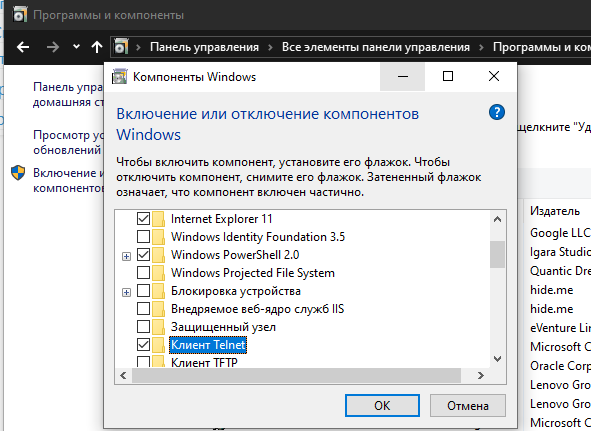 Программы и компоненты
Панель управления
Все элементы панели управления
Программы и ком
Панель управ
домашняя ст
Просмотр ус
обновлений
Включение и
компонентов
щелкните "Уд
Компоненты Windows
Включение или отключение компонентов
Windows
Чтобы включить компонент, установите его флажок. Чтобы
отключить компонент, снимите его флажок. Затененный флажок
означает, что компонент включен частично.
Internet Explorer 11
Windows Identity Foundation 3.5
Windows PowerShell 2.0
Windows Projected File System
Блокировка устройства
Внедряемое веб-ядро служб IIS
Защищенный узел
Клиент Telnet
Клиент TFTP
OK
Отмена
Издатель
Google LLC
Igara Studio
Quantic Dre
hide.me
hide.me
eVenture Lin
Microsoft C
Oracle Corp
Lenovo Gro
Lenovo Gro
Microsoft C